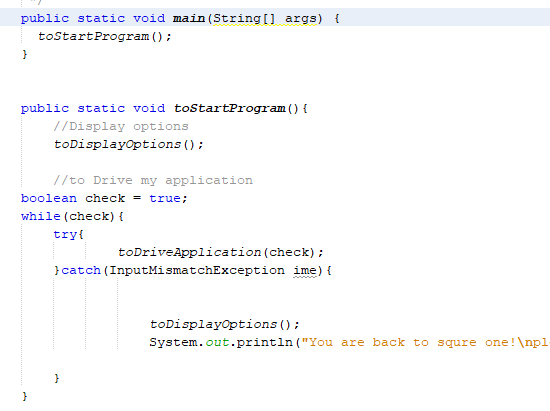 */
public static void main(String[] args) {
toStartProgram();
}
public static void toStartProgram(){
//Display options
toDisplayOptions();
//to Drive my application
boolean check = true;
while(check){
try{
toDriveApplication(check);
}catch(InputMismatchException ime){
toDisplayOptions();
System.out.println("You are back to squre one!\npl
}
}